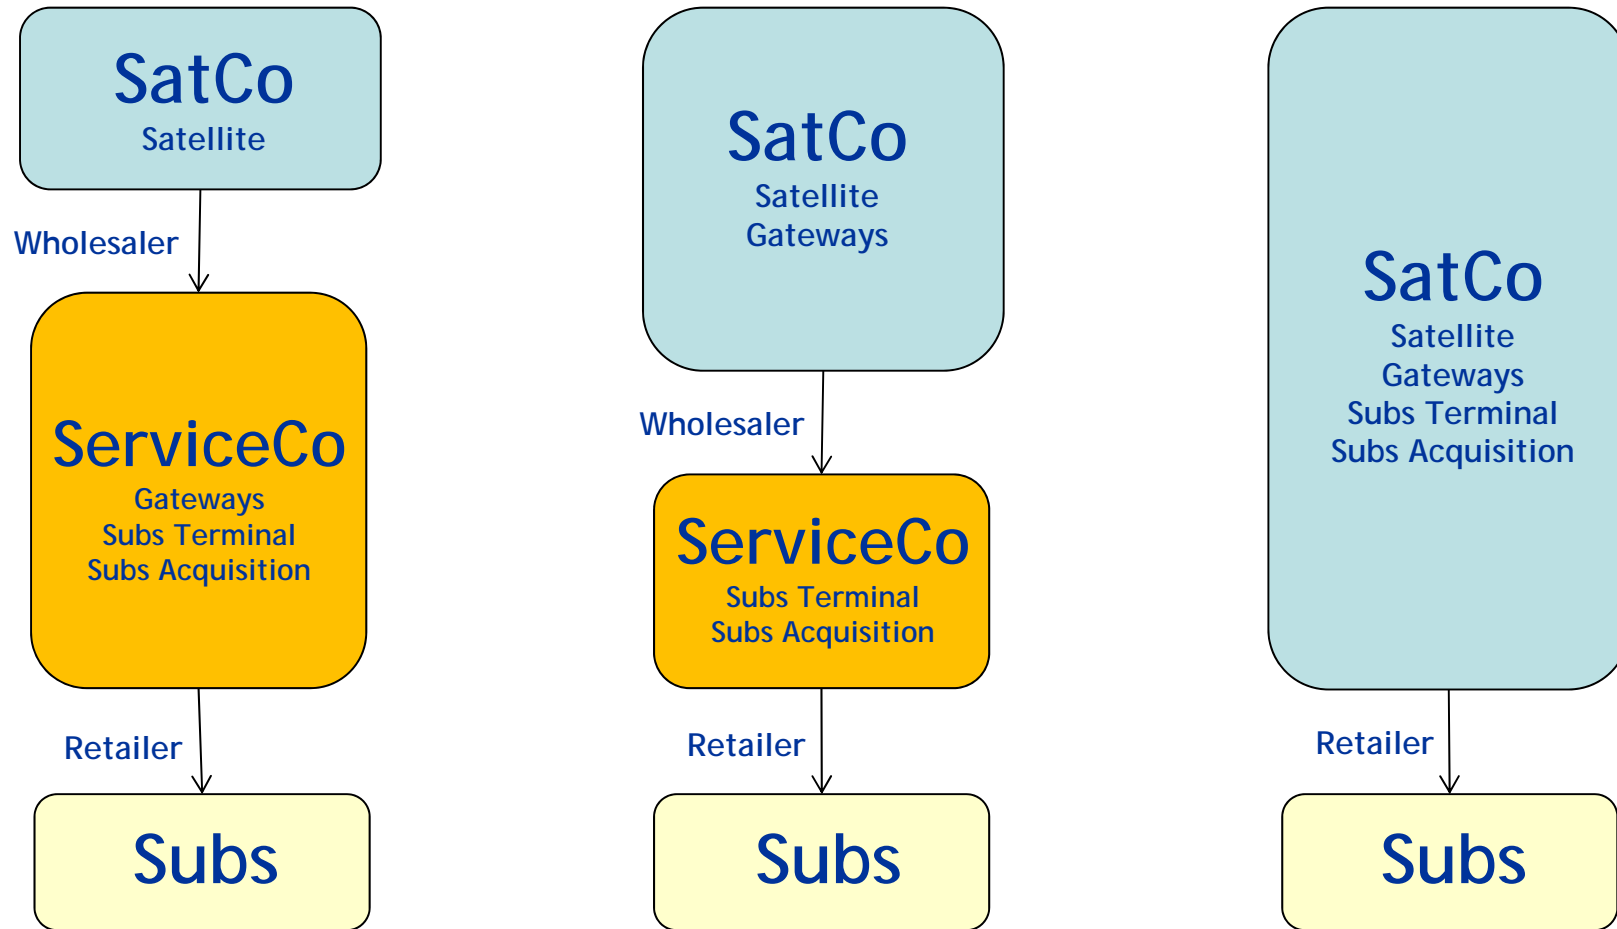 SatCo
Satellite
Wholesaler
ServiceCo
Gateways
Subs Terminal
Subs Acquisition
Retailer
Subs
SatCo
Satellite
Gateways
Wholesaler
ServiceCo
Subs Terminal
Subs Acquisition
Retailer
Subs
SatCo
Satellite
Gateways
Subs Terminal
Subs Acquisition
Retailer
Subs